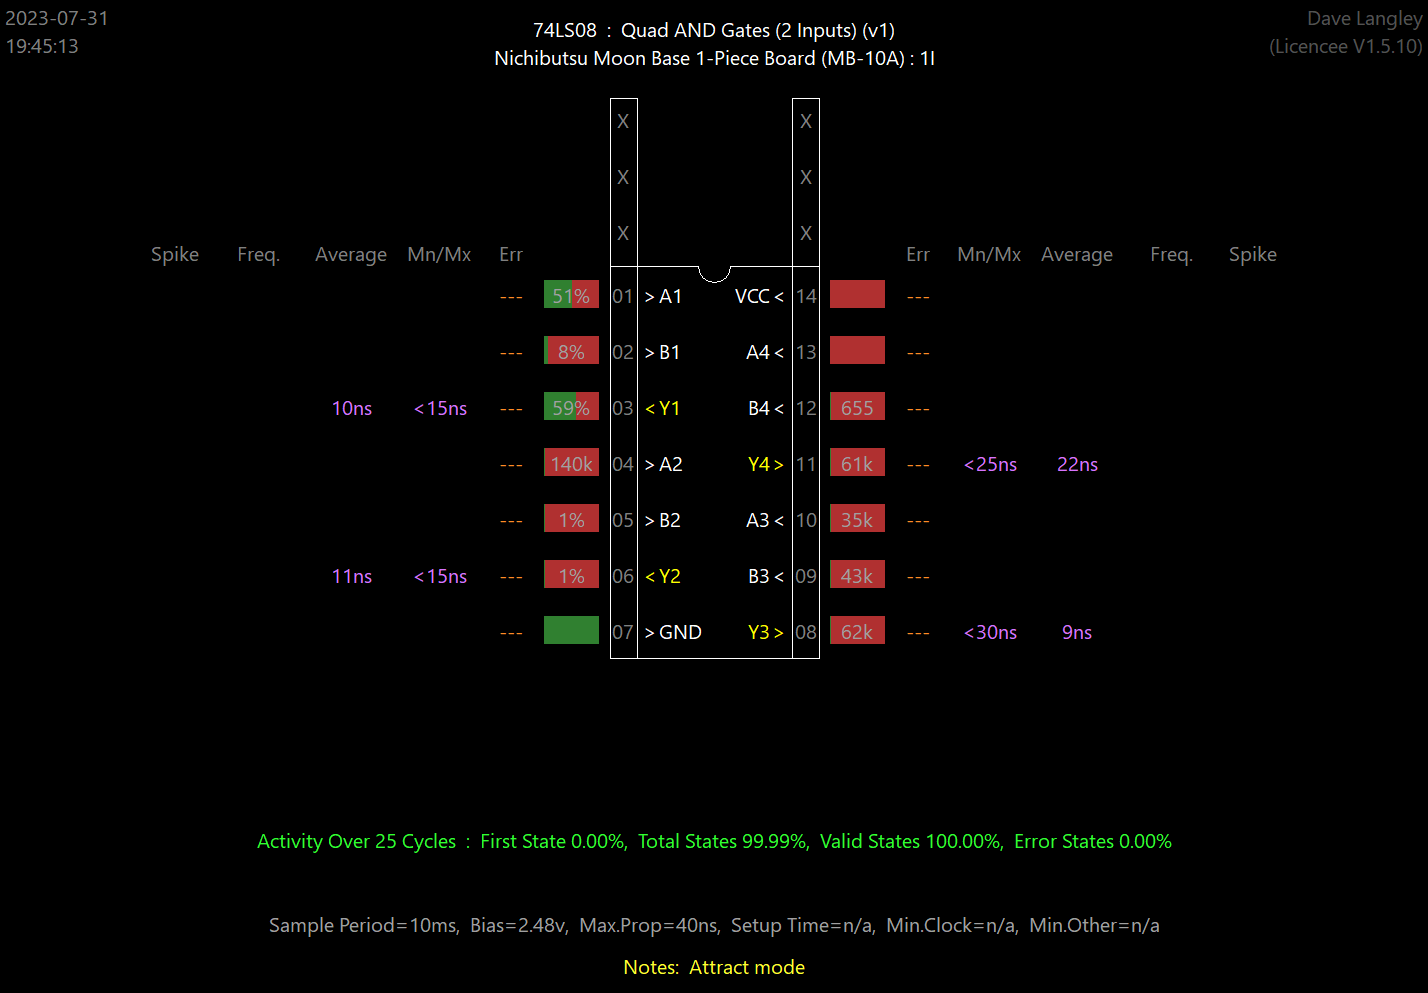 2023-07-31
19:45:13
74LS08 : Quad AND Gates (2 Inputs) (v1)
Nichibutsu Moon Base 1-Piece Board (MB-10A) : 1I
Dave Langley
(Licencee V1.5.10)
X X
X X
X X
Spike Freq. Average Mn/Mx Err Err Mn/Mx Average Freq. Spike
--- 51% 01 >A1 VCC< 14 ---
--- 8% 02 >B1 A4< 13 ---
10ns <15ns --- 59% 03 <Y1 B4< 12 655 ---
--- 140k 04 >A2 Y4> 11 61k --- <25ns 22ns
--- 1% 05 >B2 A3< 10 35k ---
11ns <15ns --- 1% 06 <Y2 B3< 09 43k ---
--- 07 >GND Y3> 08 62k --- <30ns 9ns
Activity Over 25 Cycles : First State 0.00%, Total States 99.99%, Valid States 100.00%, Error States 0.00%
Sample Period=10ms, Bias=2.48v, Max.Prop=40ns, Setup Time=n/a, Min.Clock=n/a, Min.Other=n/a
Notes: Attract mode